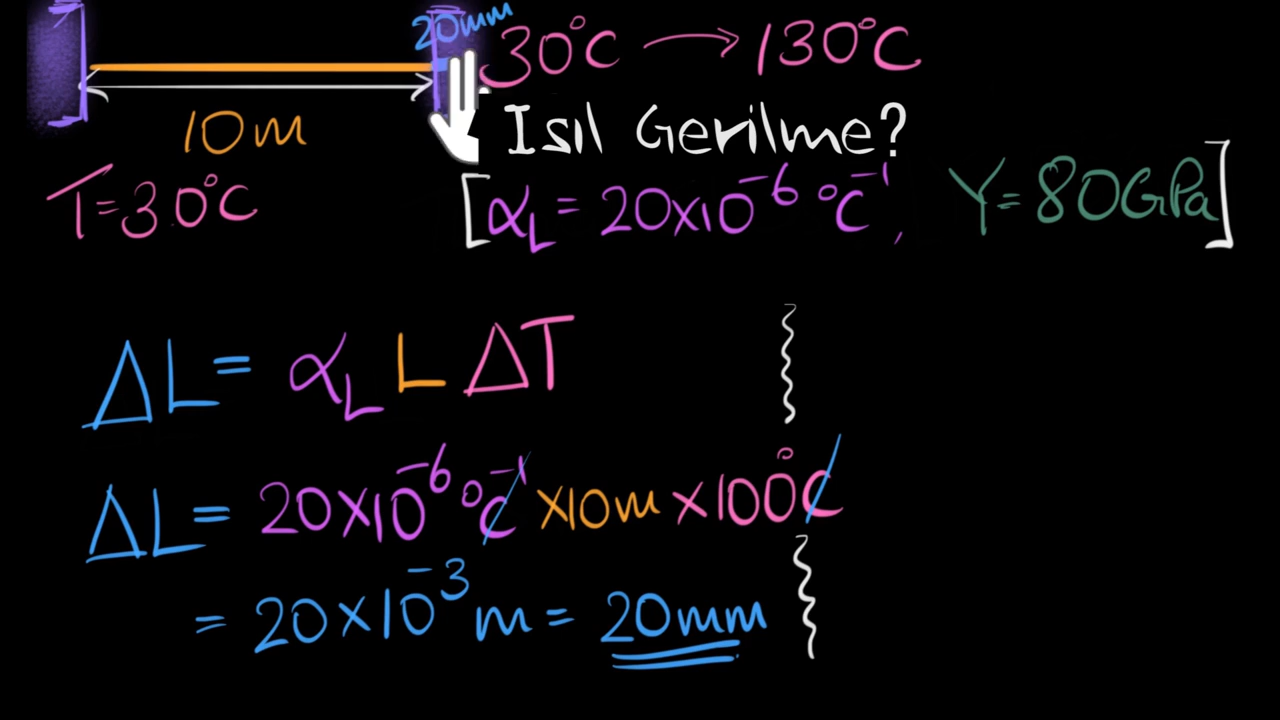 20mm 30°C → 130°C
10m Isıl Gerilme?
T=30°C [αL = 20×10⁻⁶ °C⁻¹, Y=80GPa]
ΔL = αL L ΔT
ΔL = 20×10⁻⁶ °C⁻¹ ×10m ×100°C
= 20×10⁻³ m = 20mm